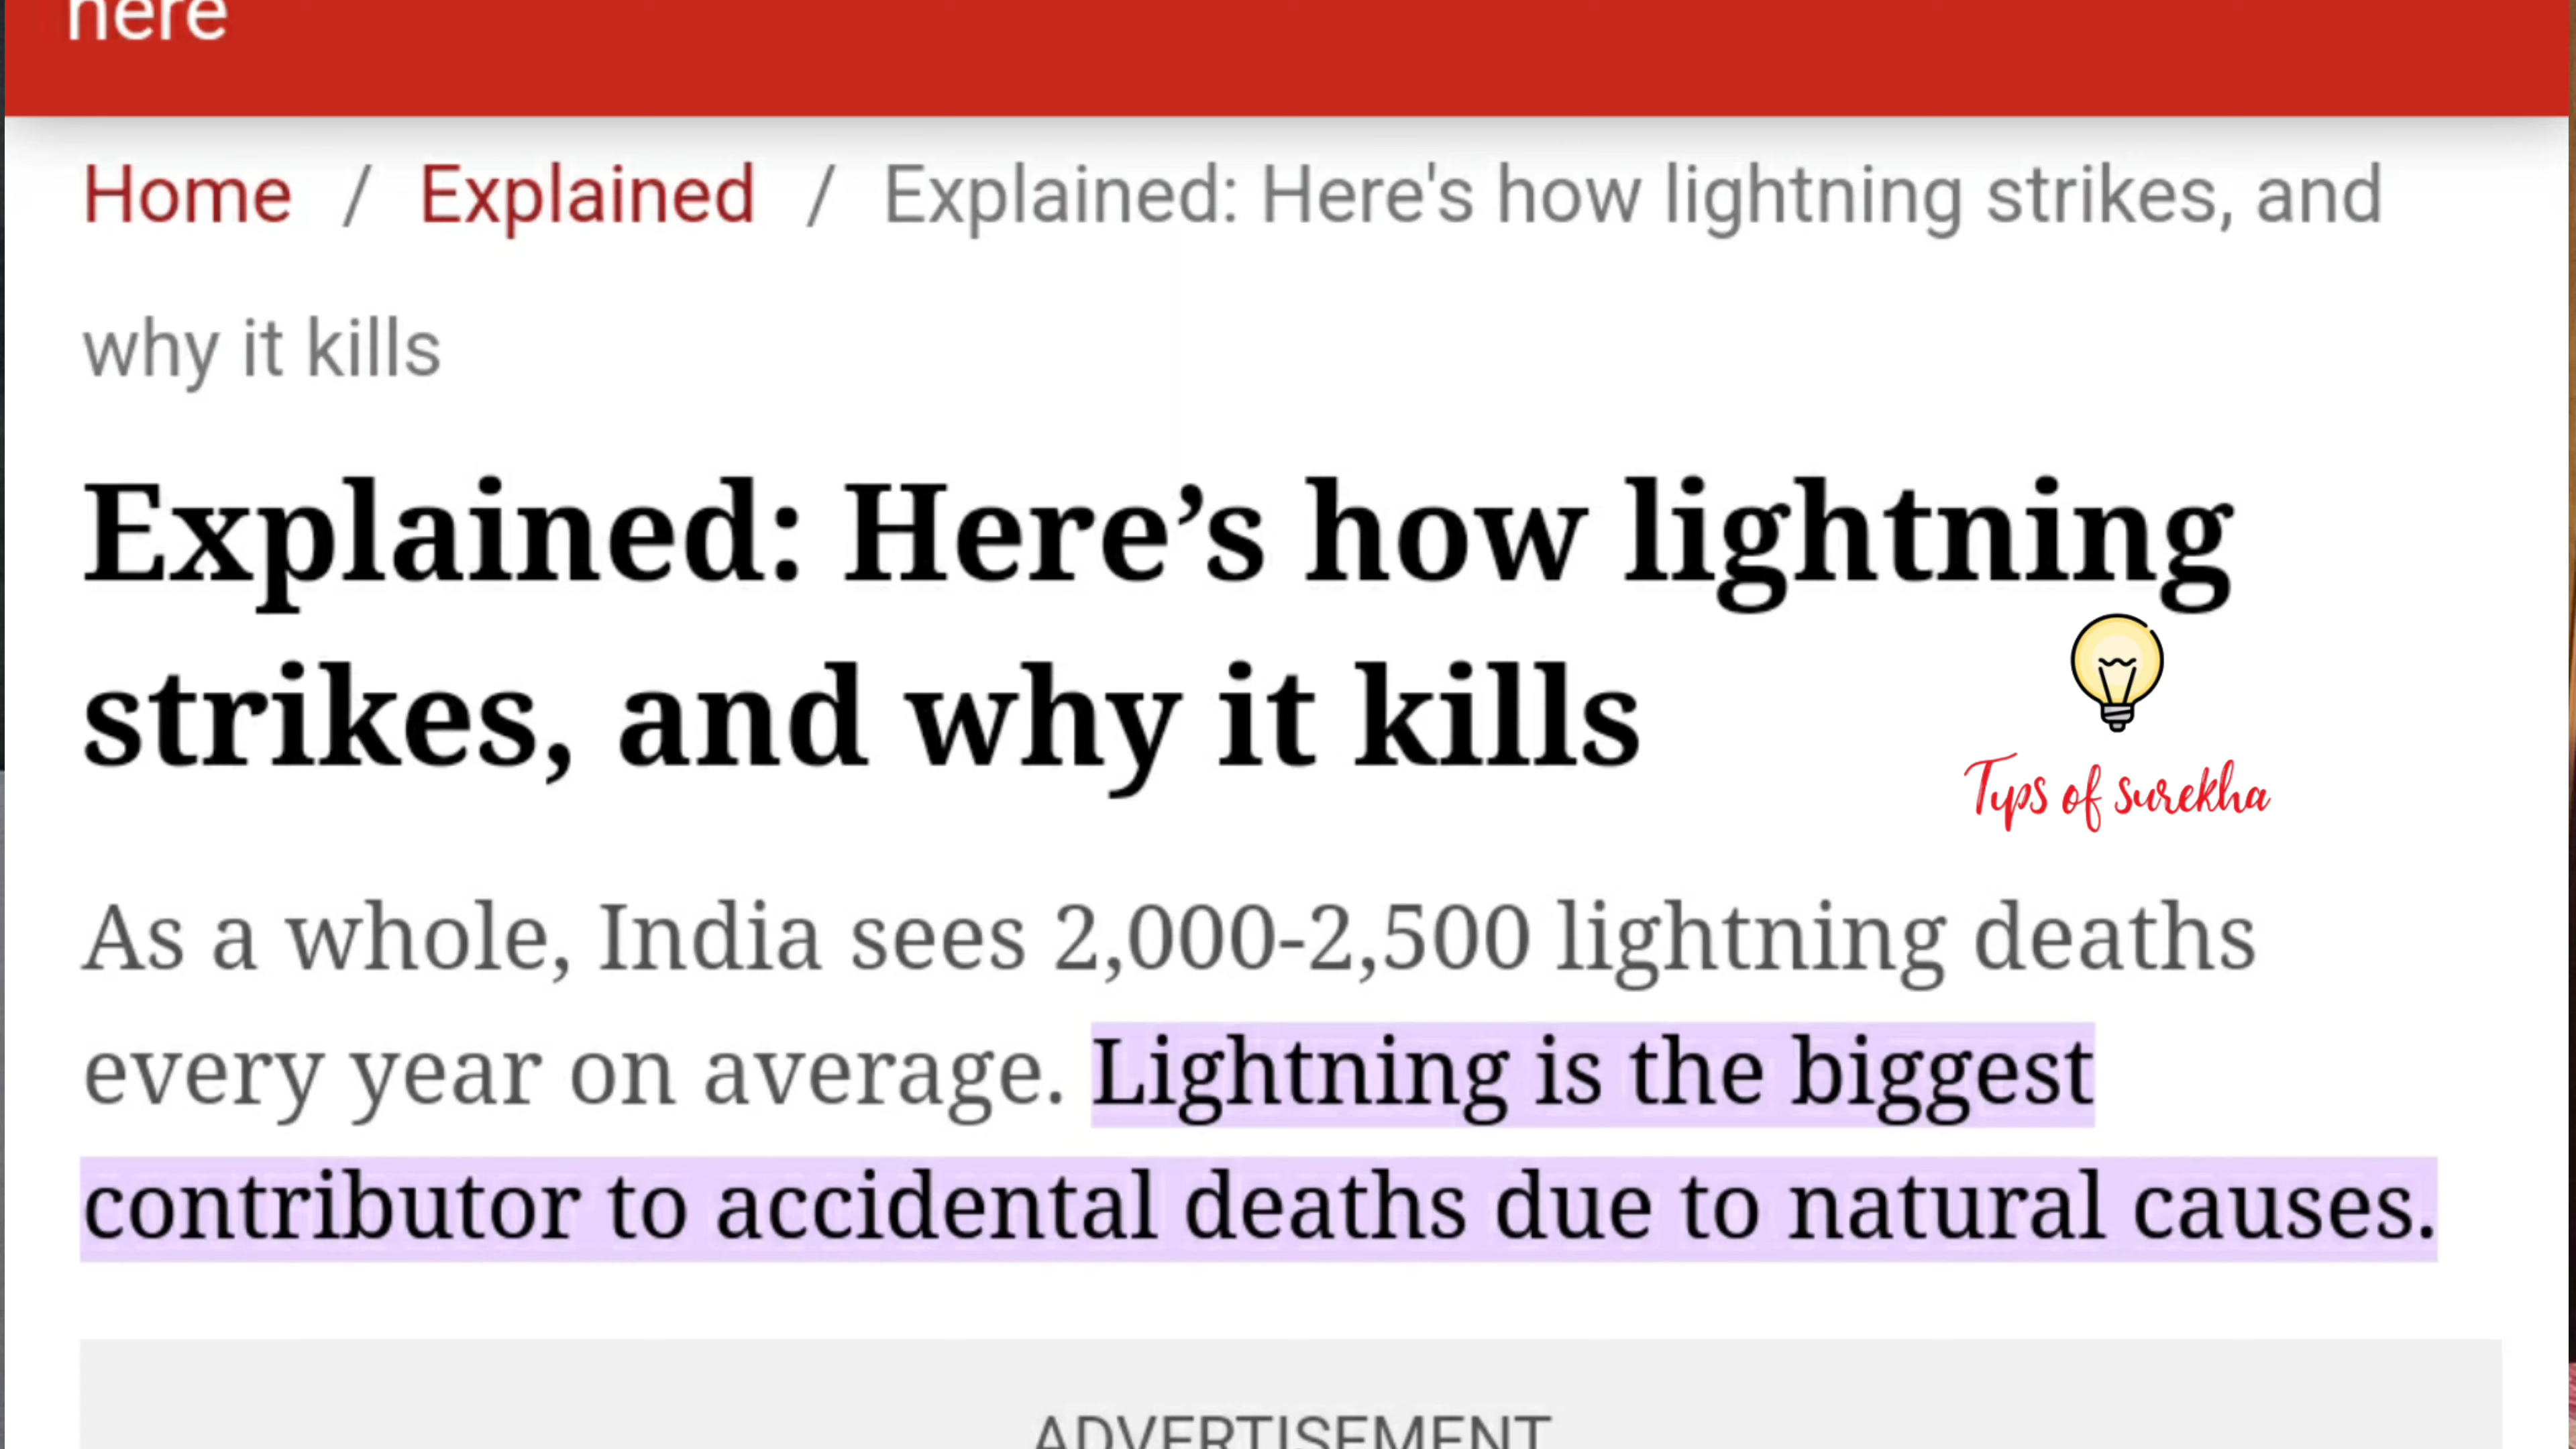 here
Home / Explained / Explained: Here's how lightning strikes, and
why it kills
Explained: Here’s how lightning
strikes, and why it kills
Tips of surekha
As a whole, India sees 2,000-2,500 lightning deaths
every year on average. Lightning is the biggest
contributor to accidental deaths due to natural causes.
ADVERTISEMENT